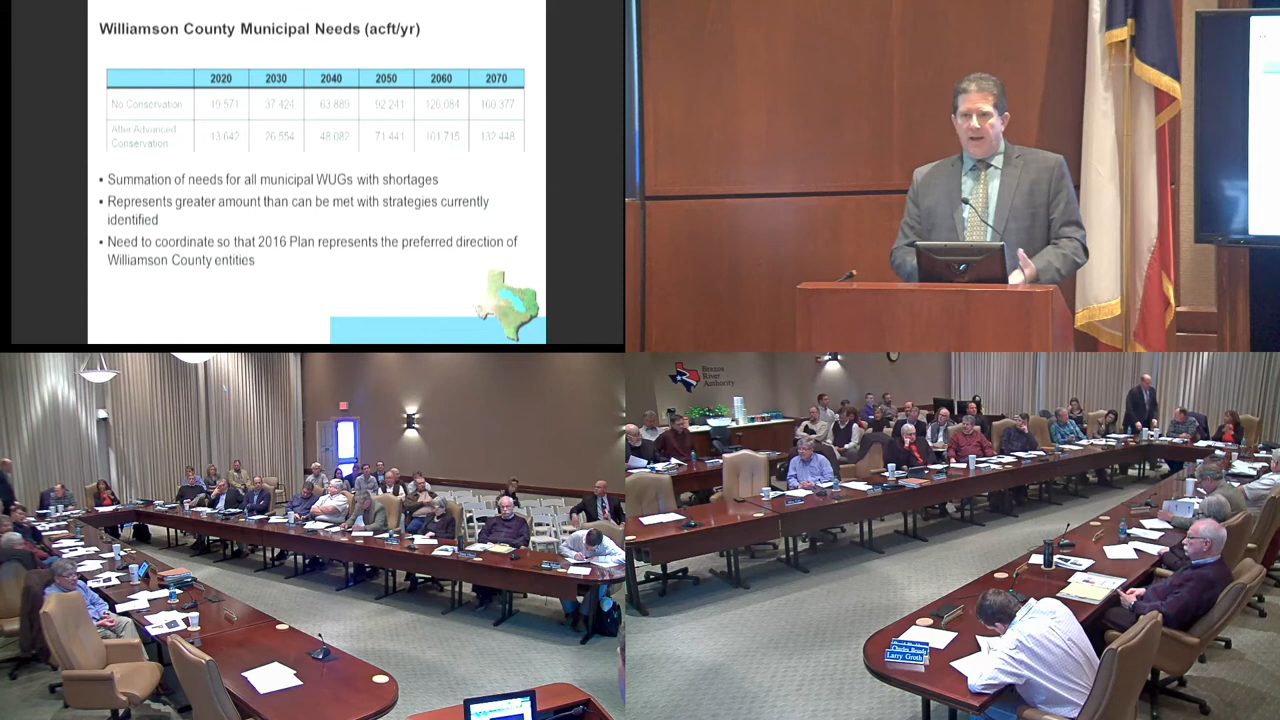 Williamson County Municipal Needs (acft/yr)
2020 2030 2040 2050 2060 2070
No Conservation 19,571 37,424 63,889 92,241 126,084 160,377
After Advanced
Conservation 13,642 26,554 48,082 71,441 101,715 132,448
▪ Summation of needs for all municipal WUGs with shortages
▪ Represents greater amount than can be met with strategies currently
identified
▪ Need to coordinate so that 2016 Plan represents the preferred direction of
Williamson County entities
Brazos
River
Authority
Charles Beseda
Larry Groth